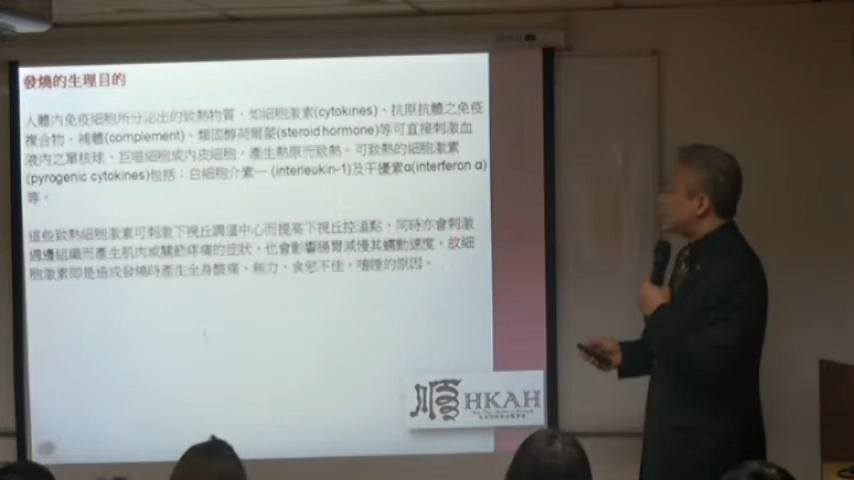 發燒的生理目的
人體內免疫細胞所分泌出的致熱物質，如細胞激素(cytokines)、抗原抗體之免疫
複合物、補體(complement)、類固醇荷爾蒙(steroid hormone)等可直接刺激血
液內之單核球、巨噬細胞或內皮細胞，產生熱原而致熱。可致熱的細胞激素
(pyrogenic cytokines)包括：白細胞介素一 (interleukin-1)及干擾素α(interferon α)
等。
這些致熱細胞激素可刺激下視丘調溫中心而提高下視丘控溫點，同時亦會刺激
週邊組織而產生肌肉或關節疼痛的症狀，也會影響腸胃減慢其蠕動速度。故細
胞激素即是造成發燒時產生全身酸痛、無力、食慾不佳、嗜睡的原因。
HKAH